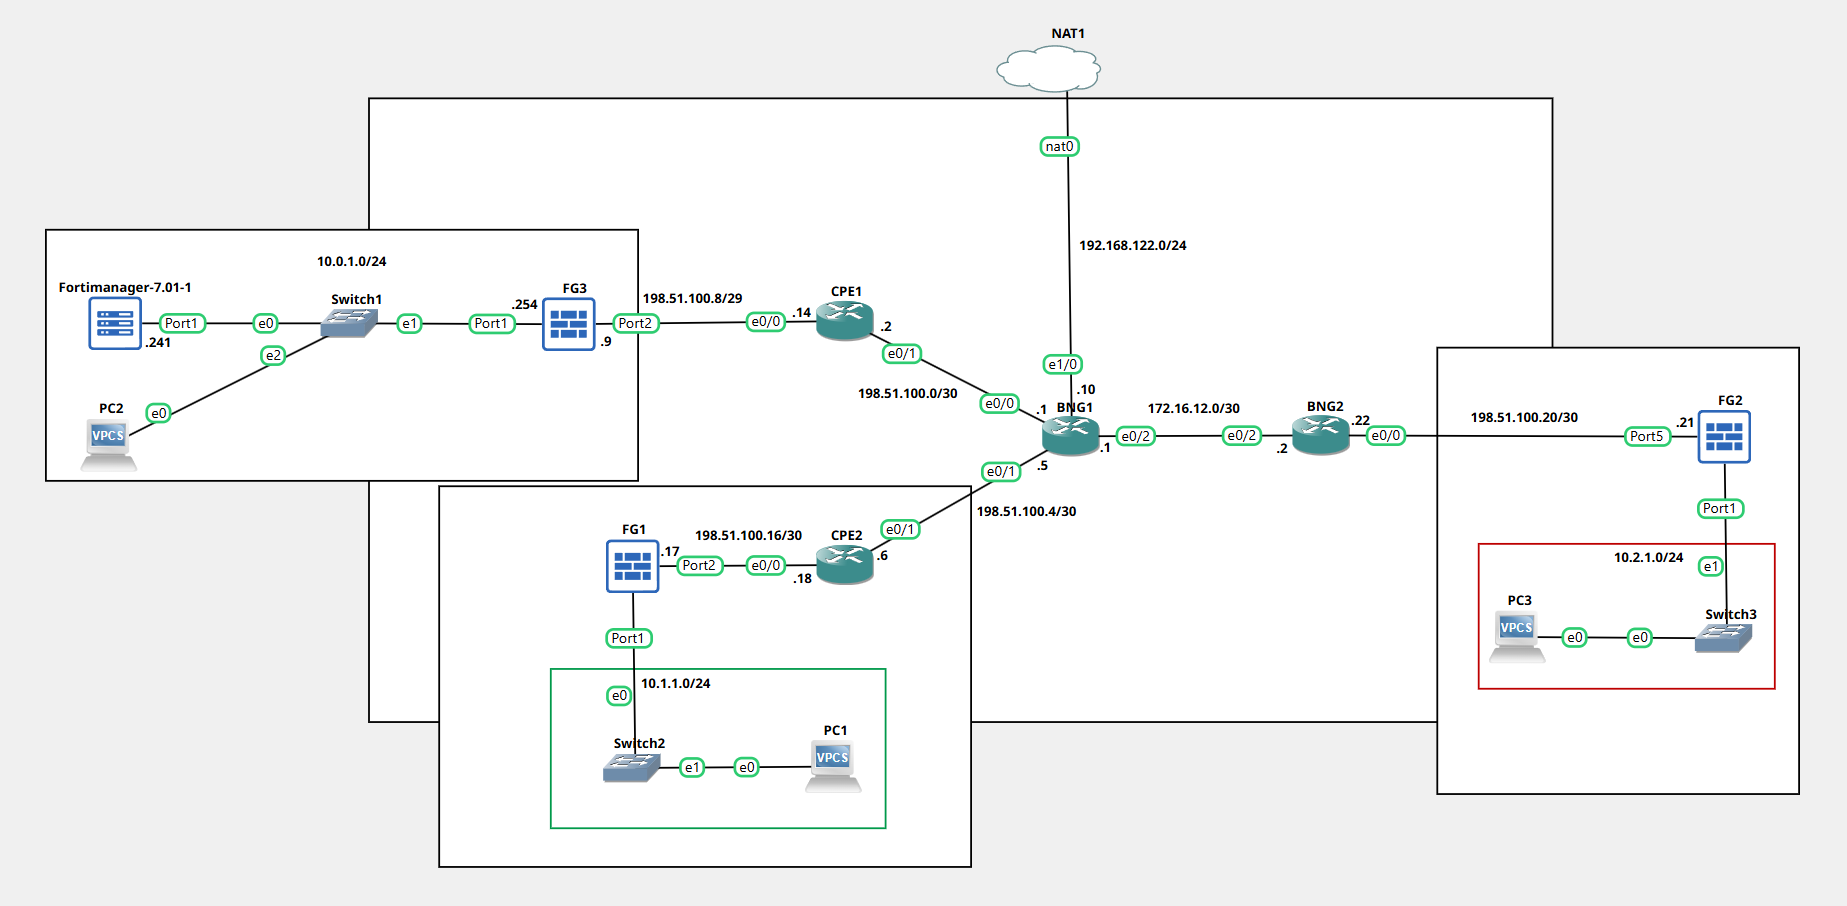 NAT1
nat0
192.168.122.0/24
10.0.1.0/24
Fortimanager-7.01-1
Switch1
.254
FG3
198.51.100.8/29
CPE1
.14
Port1
e0
e1
Port1
Port2
e0/0
.2
.241
.9
e2
e0/1
e1/0
PC2
e0
VPCS
198.51.100.0/30
e0/0
.1
.10
BNG1
172.16.12.0/30
BNG2
.22
198.51.100.20/30
FG2
.21
e0/2
e0/2
e0/0
Port5
.1
.2
.5
e0/1
198.51.100.4/30
Port1
FG1
198.51.100.16/30
CPE2
e0/1
.17
.6
Port2
e0/0
.18
10.2.1.0/24
e1
PC3
VPCS
Switch3
e0
e0
Port1
10.1.1.0/24
e0
Switch2
PC1
VPCS
e1
e0